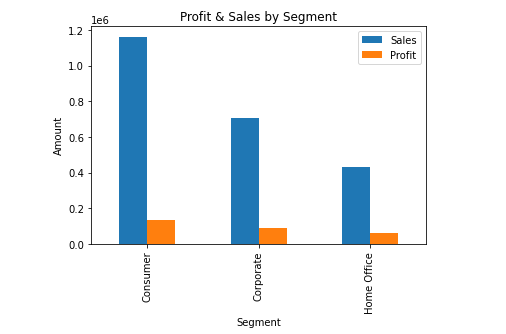 Profit & Sales by Segment
1e6
1.2
1.0
0.8
0.6
0.4
0.2
0.0
Amount
Sales
Profit
Consumer
Corporate
Home Office
Segment